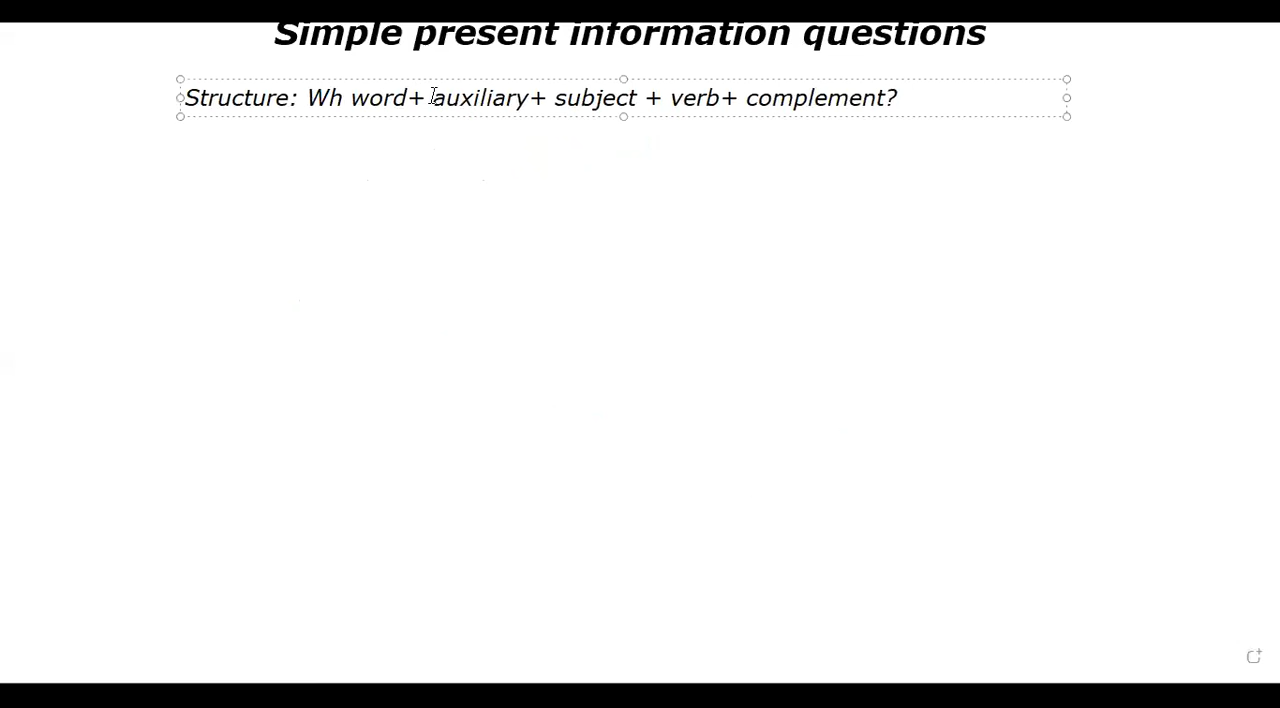 Simple present information questions
Structure: Wh word+ auxiliary+ subject + verb+ complement?